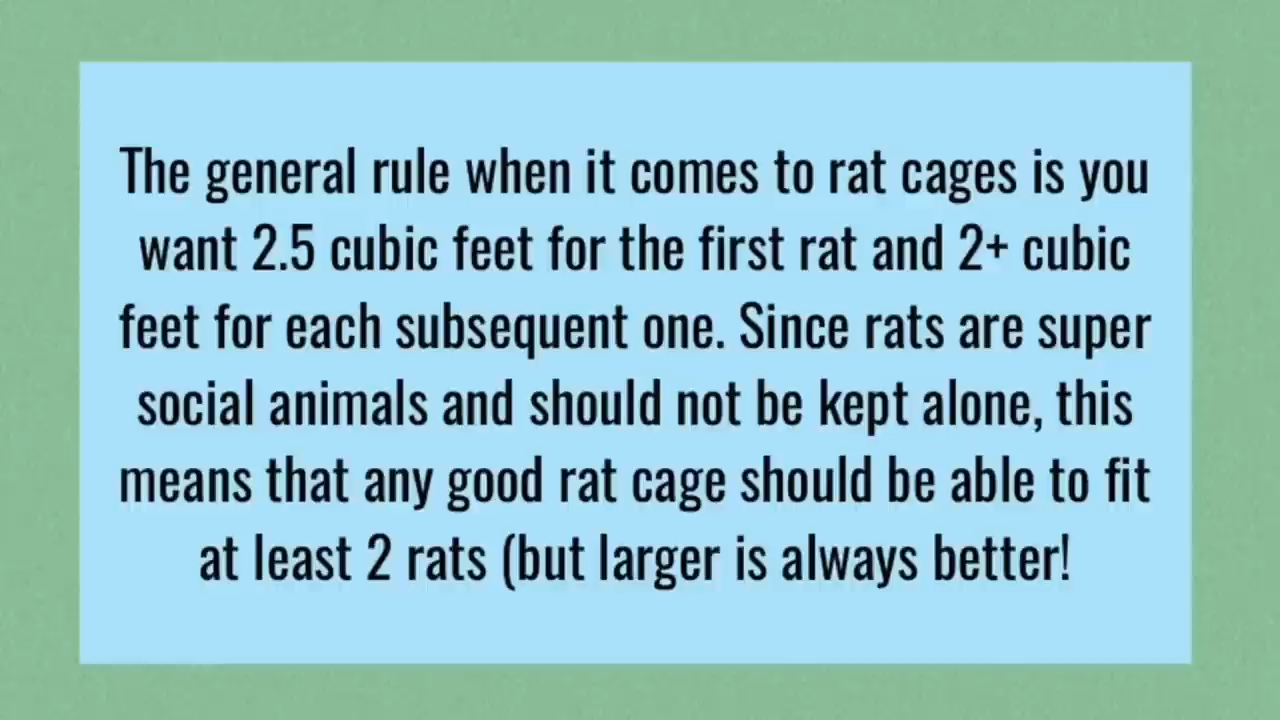 The general rule when it comes to rat cages is you
want 2.5 cubic feet for the first rat and 2+ cubic
feet for each subsequent one. Since rats are super
social animals and should not be kept alone, this
means that any good rat cage should be able to fit
at least 2 rats (but larger is always better!